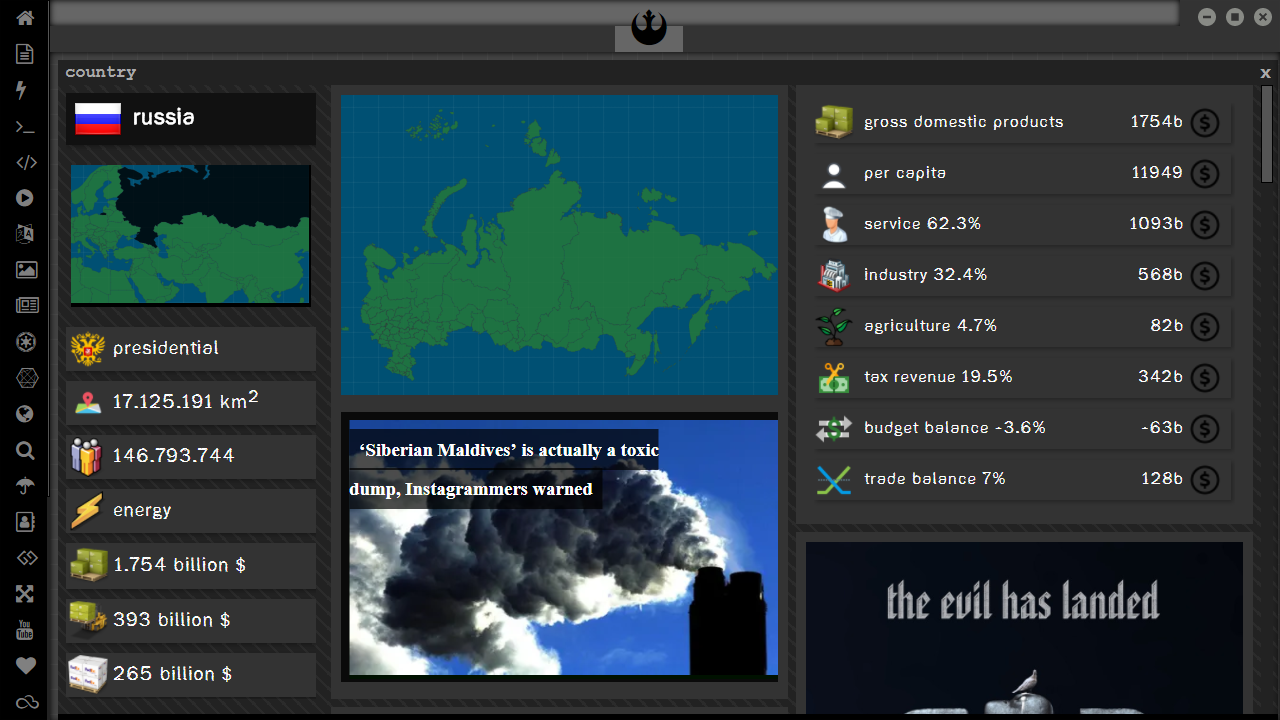 country
x
russia
presidential
17.125.191 km²
146.793.744
energy
1.754 billion $
393 billion $
265 billion $
‘Siberian Maldives’ is actually a toxic
dump, Instagrammers warned
gross domestic products 1754b $
per capita 11949 $
service 62.3% 1093b $
industry 32.4% 568b $
agriculture 4.7% 82b $
tax revenue 19.5% 342b $
budget balance -3.6% -63b $
trade balance 7% 128b $
the evil has landed
You
Tube